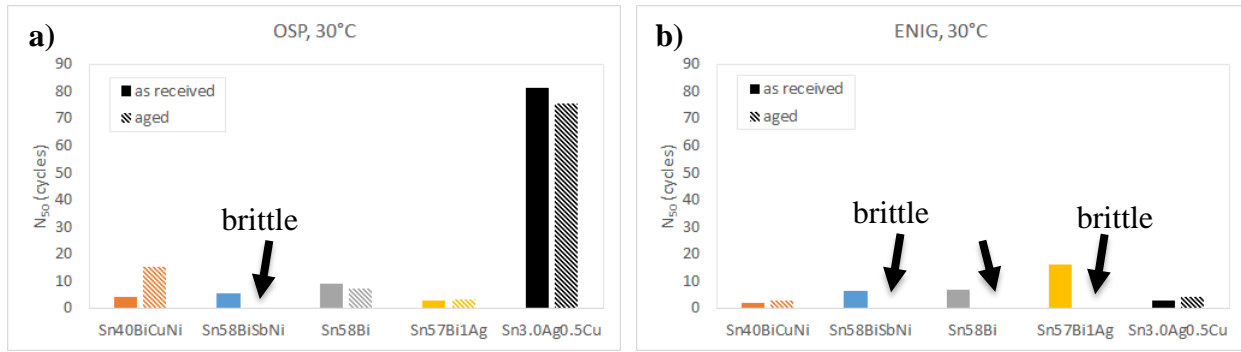 a)
OSP, 30°C
90
80
70
60
50
40
30
20
10
0
N₅₀ (cycles)
as received
aged
brittle
Sn40BiCuNi Sn58BiSbNi Sn58Bi Sn57Bi1Ag Sn3.0Ag0.5Cu
b)
ENIG, 30°C
90
80
70
60
50
40
30
20
10
0
N₅₀ (cycles)
as received
aged
brittle
brittle
Sn40BiCuNi Sn58BiSbNi Sn58Bi Sn57Bi1Ag Sn3.0Ag0.5Cu